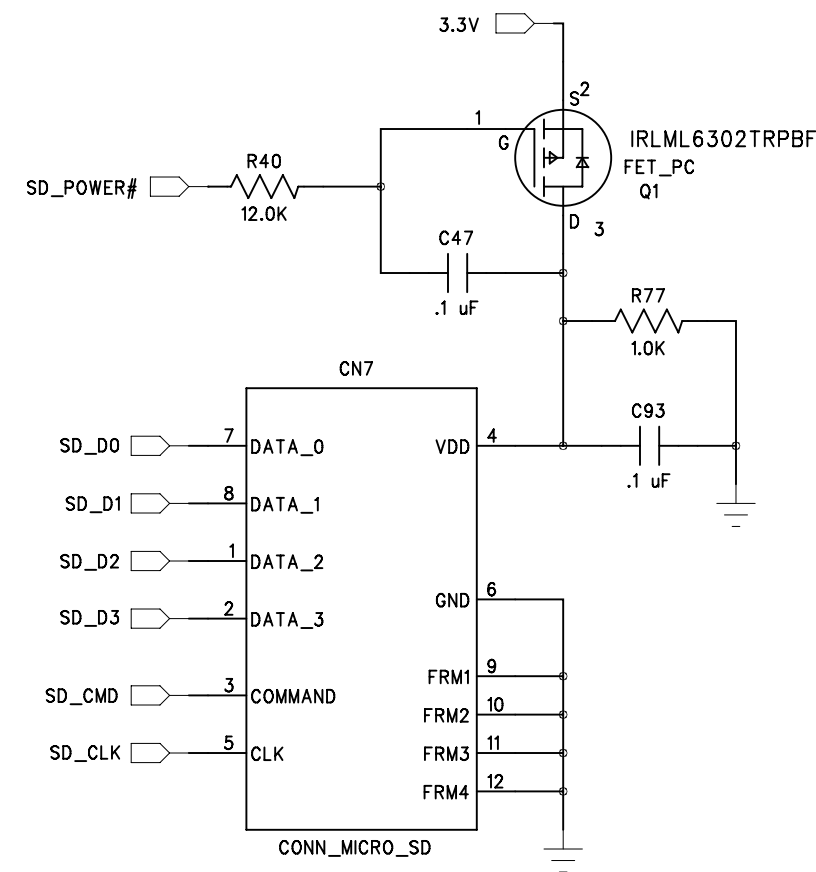 3.3V
S 2
1
G
IRLML6302TRPBF
FET_PC
Q1
R40
SD_POWER#
12.0K
D 3
C47
.1 uF
R77
1.0K
CN7
C93
.1 uF
SD_D0 7 DATA_0 VDD 4
SD_D1 8 DATA_1
SD_D2 1 DATA_2
SD_D3 2 DATA_3
GND 6
FRM1 9
SD_CMD 3 COMMAND
FRM2 10
SD_CLK 5 CLK FRM3 11
FRM4 12
CONN_MICRO_SD